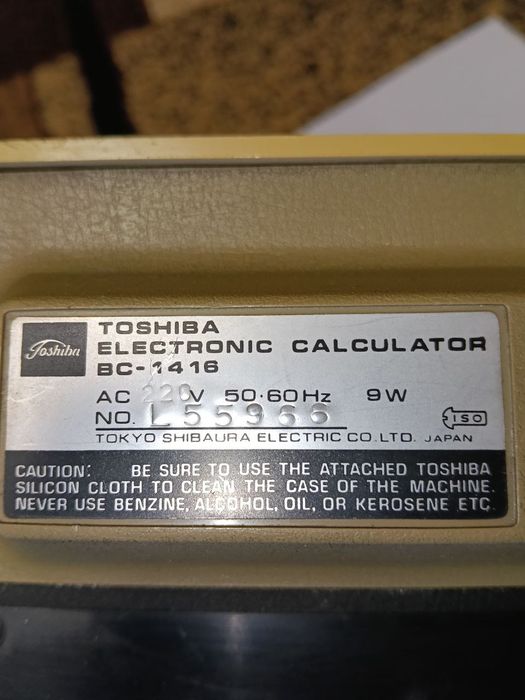 Toshiba
TOSHIBA
ELECTRONIC CALCULATOR
BC-1416
AC 220V 50·60Hz 9W
NO. L55966
ISO
TOKYO SHIBAURA ELECTRIC CO.LTD. JAPAN
CAUTION: BE SURE TO USE THE ATTACHED TOSHIBA
SILICON CLOTH TO CLEAN THE CASE OF THE MACHINE.
NEVER USE BENZINE, ALCOHOL, OIL, OR KEROSENE ETC.